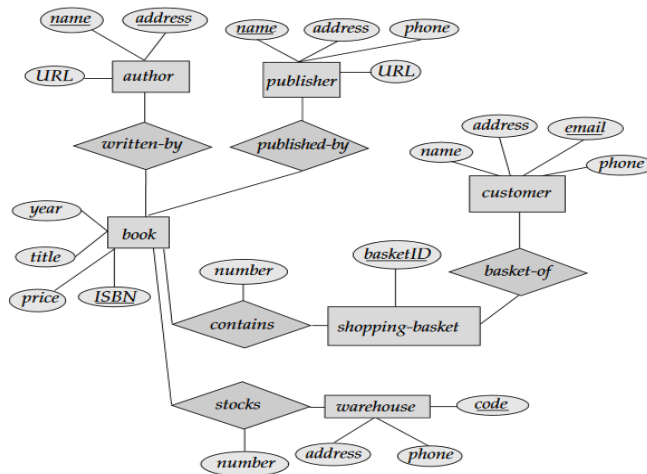 name
address
URL
author
name
address
phone
publisher
URL
written-by
published-by
address
email
name
phone
customer
year
book
title
price
ISBN
number
basketID
basket-of
contains
shopping-basket
stocks
warehouse
code
number
address
phone